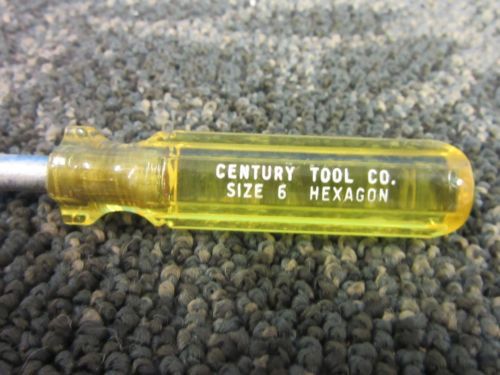 CENTURY TOOL CO.
SIZE 6 HEXAGON